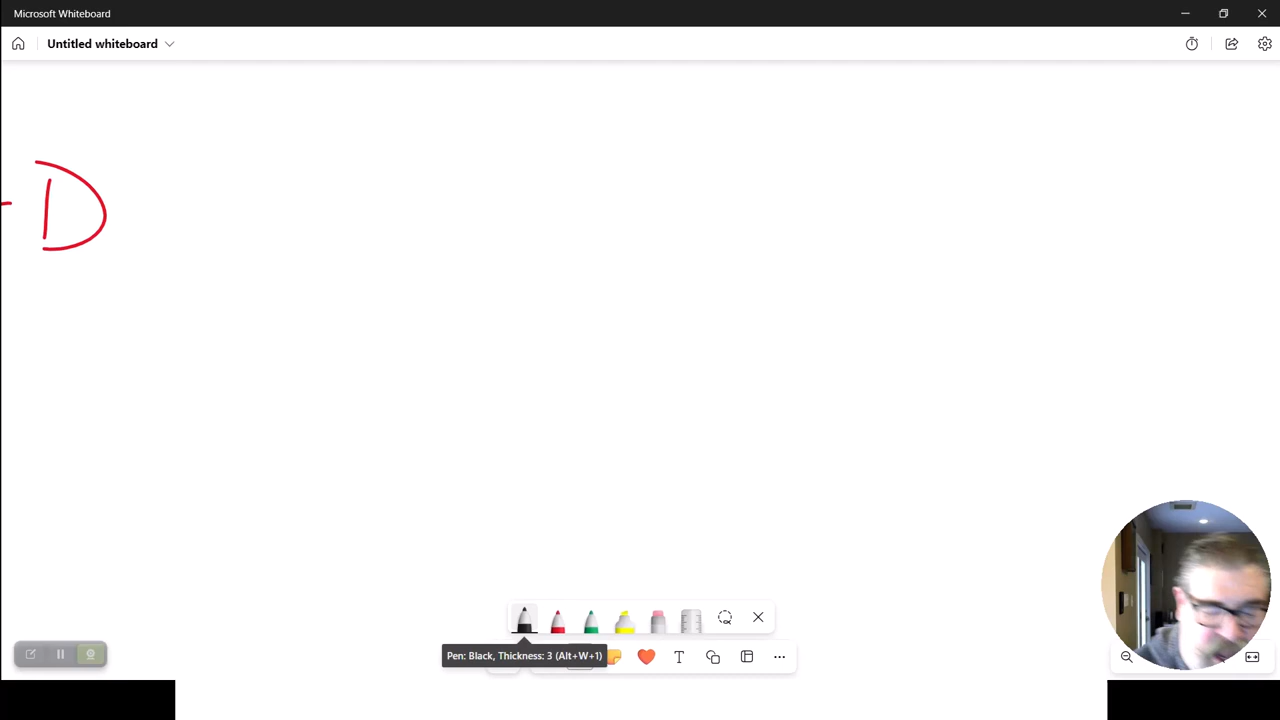 Microsoft Whiteboard
Untitled whiteboard
- D
Pen: Black, Thickness: 3 (Alt+W+1)
T